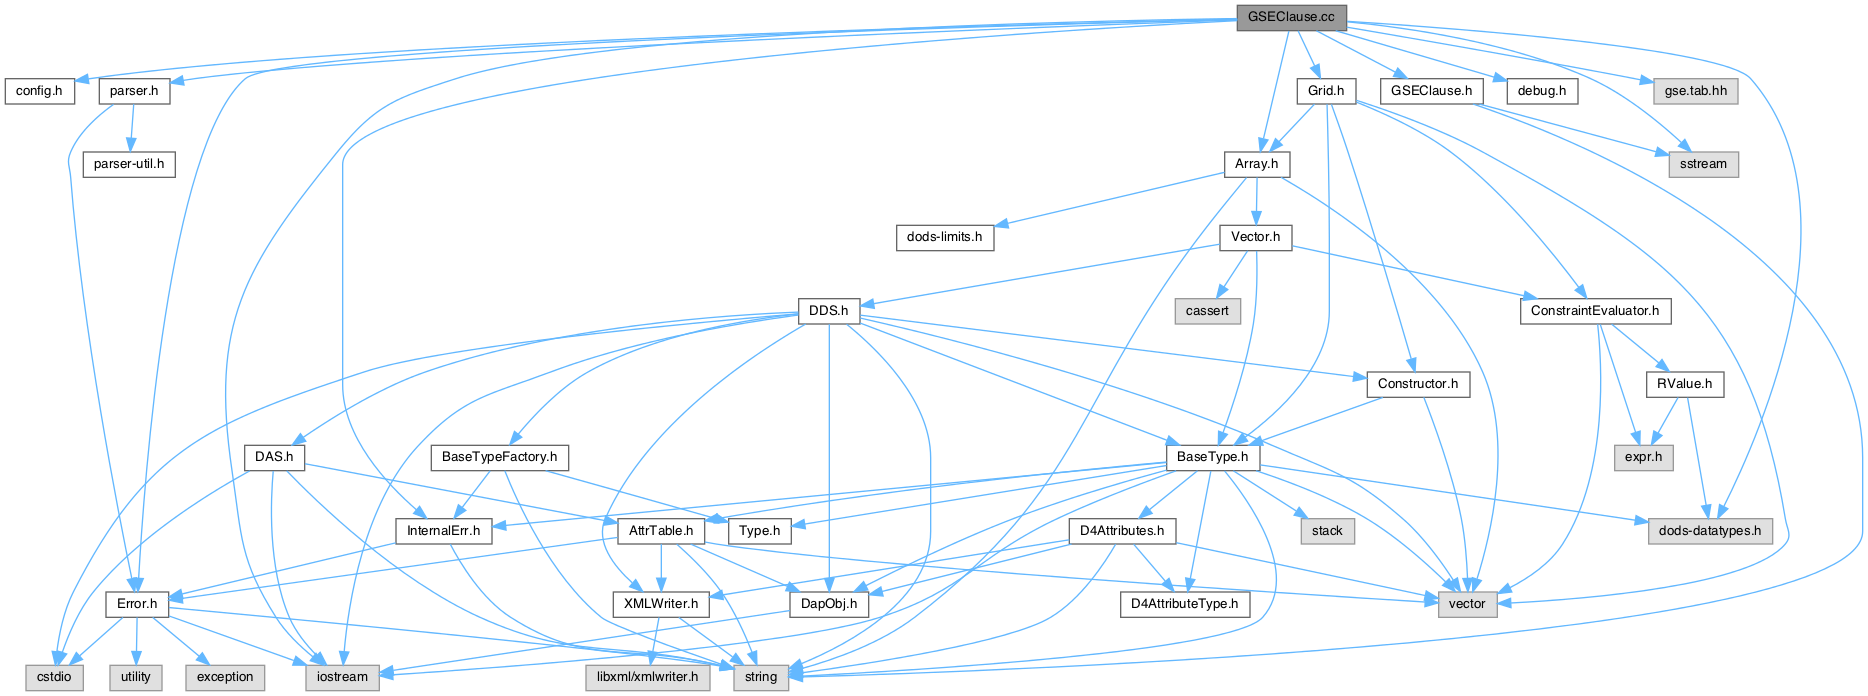 GSEClause.cc
config.h
parser.h
Grid.h
GSEClause.h
debug.h
gse.tab.hh
parser-util.h
Array.h
sstream
dods-limits.h
Vector.h
DDS.h
cassert
ConstraintEvaluator.h
Constructor.h
RValue.h
DAS.h
BaseTypeFactory.h
BaseType.h
expr.h
InternalErr.h
AttrTable.h
Type.h
D4Attributes.h
stack
dods-datatypes.h
Error.h
XMLWriter.h
DapObj.h
D4AttributeType.h
vector
cstdio
utility
exception
iostream
libxml/xmlwriter.h
string